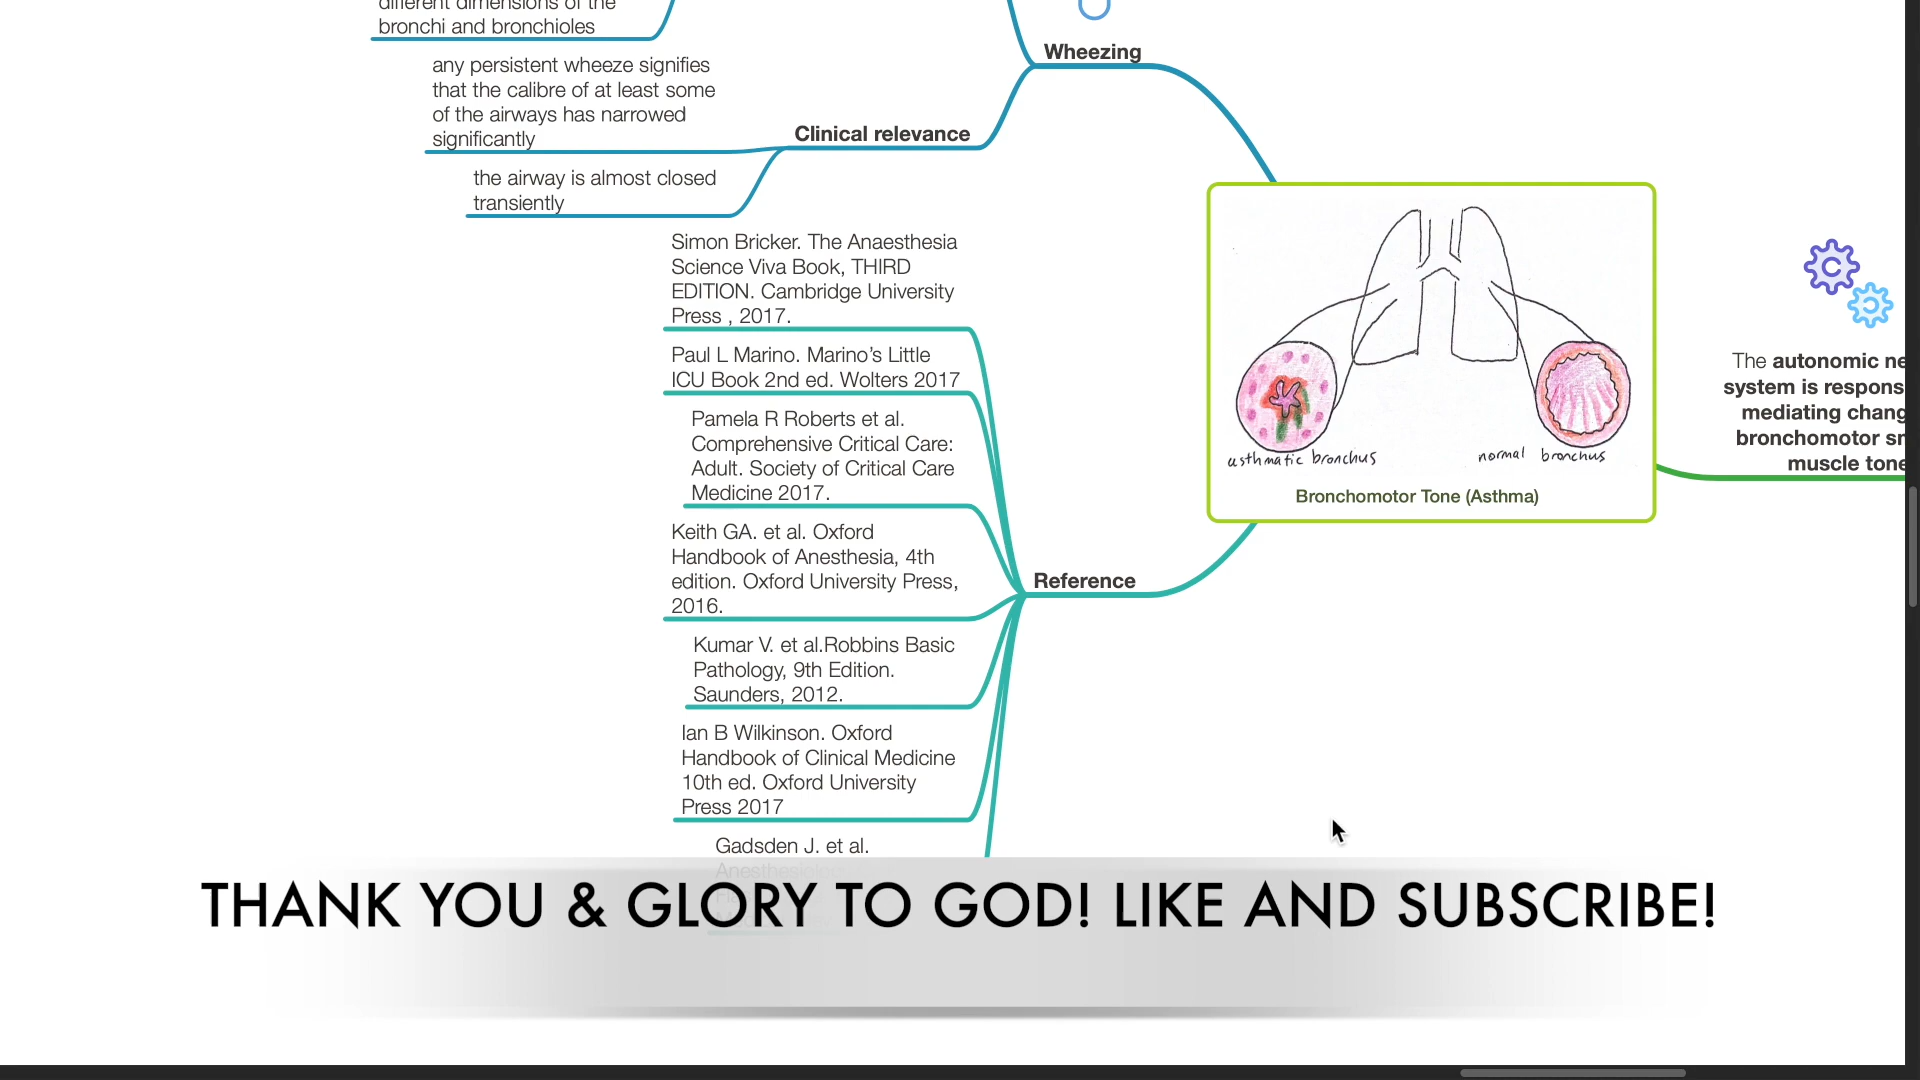 different dimensions of the
bronchi and bronchioles
any persistent wheeze signifies
that the calibre of at least some
of the airways has narrowed
significantly
the airway is almost closed
transiently
Clinical relevance
Wheezing
Simon Bricker. The Anaesthesia
Science Viva Book, THIRD
EDITION. Cambridge University
Press , 2017.
Paul L Marino. Marino’s Little
ICU Book 2nd ed. Wolters 2017
Pamela R Roberts et al.
Comprehensive Critical Care:
Adult. Society of Critical Care
Medicine 2017.
Keith GA. et al. Oxford
Handbook of Anesthesia, 4th
edition. Oxford University Press,
2016.
Kumar V. et al.Robbins Basic
Pathology, 9th Edition.
Saunders, 2012.
Ian B Wilkinson. Oxford
Handbook of Clinical Medicine
10th ed. Oxford University
Press 2017
Gadsden J. et al.
Reference
asthmatic bronchus
normal bronchus
Bronchomotor Tone (Asthma)
The autonomic ne
system is respons
mediating chang
bronchomotor sm
muscle tone
THANK YOU & GLORY TO GOD! LIKE AND SUBSCRIBE!